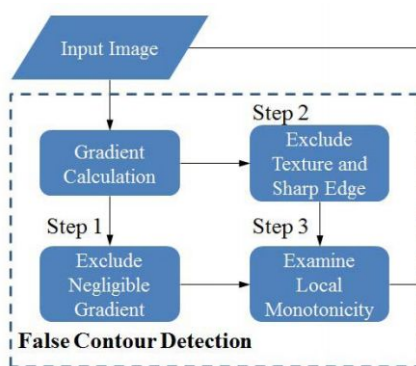 Input Image
Step 2
Gradient
Calculation
Exclude
Texture and
Sharp Edge
Step 1
Step 3
Exclude
Negligible
Gradient
Examine
Local
Monotonicity
False Contour Detection